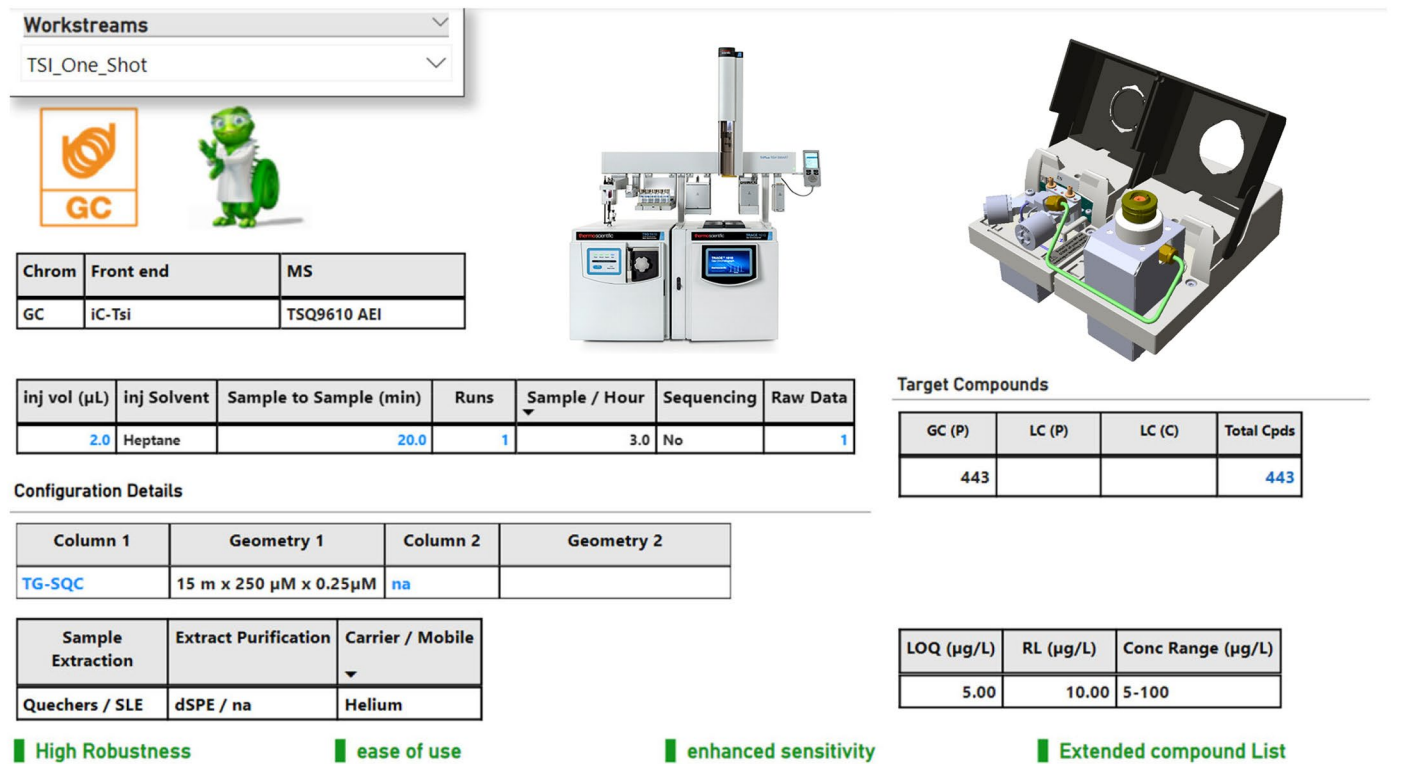 Workstreams
TSI_One_Shot
GC
Chrom Front end MS
GC iC-Tsi TSQ9610 AEI
thermoscientific
thermoscientific
inj vol (µL) inj Solvent Sample to Sample (min) Runs Sample / Hour Sequencing Raw Data
2.0 Heptane 20.0 1 3.0 No 1
Target Compounds
GC (P) LC (P) LC (C) Total Cpds
443 443
Configuration Details
Column 1 Geometry 1 Column 2 Geometry 2
TG-SQC 15 m x 250 µM x 0.25µM na
Sample Extract Purification Carrier / Mobile
Extraction
Quechers / SLE dSPE / na Helium
LOQ (µg/L) RL (µg/L) Conc Range (µg/L)
5.00 10.00 5-100
High Robustness
ease of use
enhanced sensitivity
Extended compound List